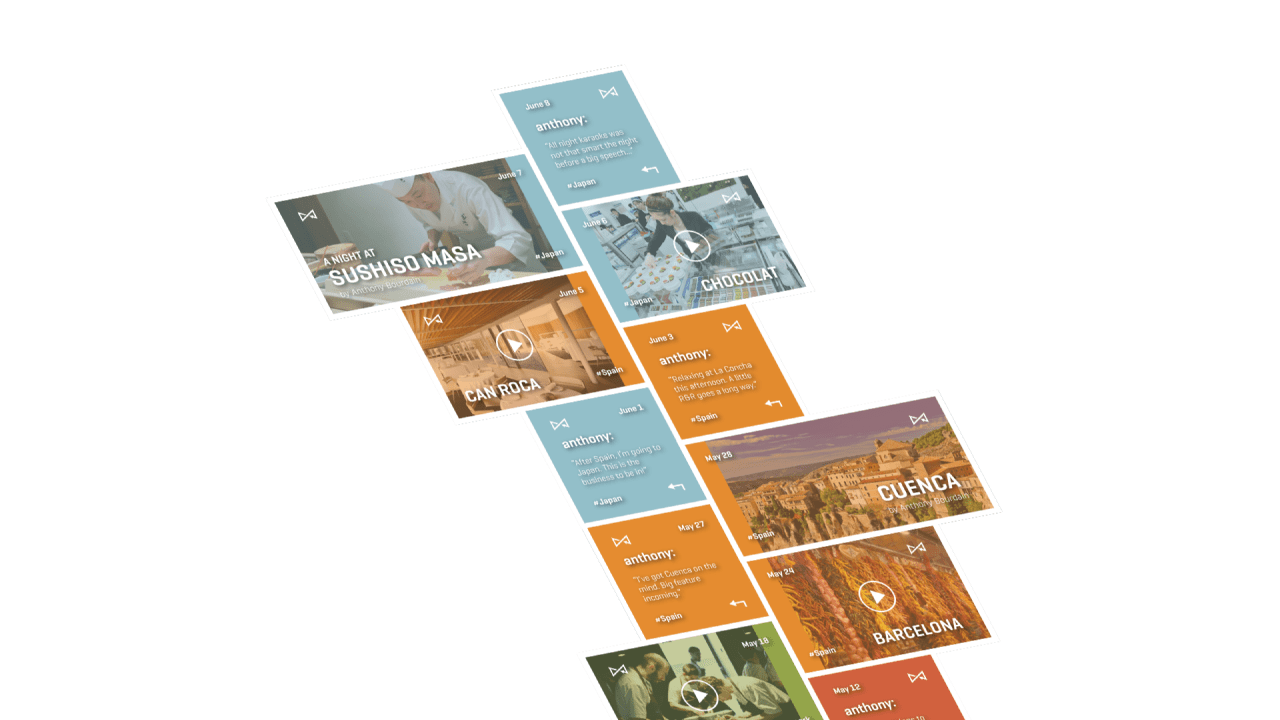 June 8
anthony:
"All night karaoke was
not that smart the night
before a big speech..."
#Japan
June 7
A NIGHT AT
SUSHISO MASA
by Anthony Bourdain
#Japan
June 6
CHOCOLAT
#Japan
June 5
CAN ROCA
#Spain
June 3
anthony:
"Relaxing at La Concha
this afternoon. A little
R&R goes a long way."
#Spain
June 1
anthony:
"After Spain, I'm going to
Japan. This is the
business to be in!"
#Japan
May 28
CUENCA
by Anthony Bourdain
#Spain
May 27
anthony:
"I've got Cuenca on the
mind. Big feature
incoming."
#Spain
May 24
BARCELONA
#Spain
May 18
May 12
anthony: